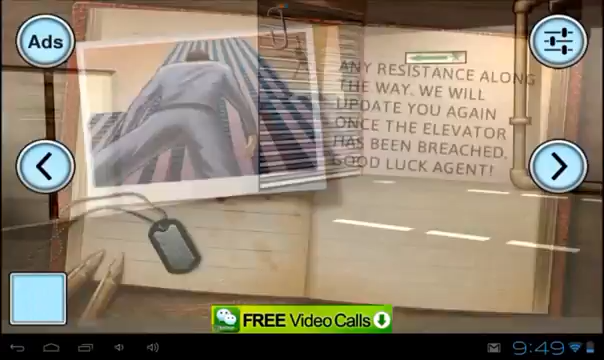 Ads
ANY RESISTANCE ALONG
THE WAY. WE WILL
UPDATE YOU AGAIN
ONCE THE ELEVATOR
HAS BEEN BREACHED.
GOOD LUCK AGENT!
FREE Video Calls
9:49